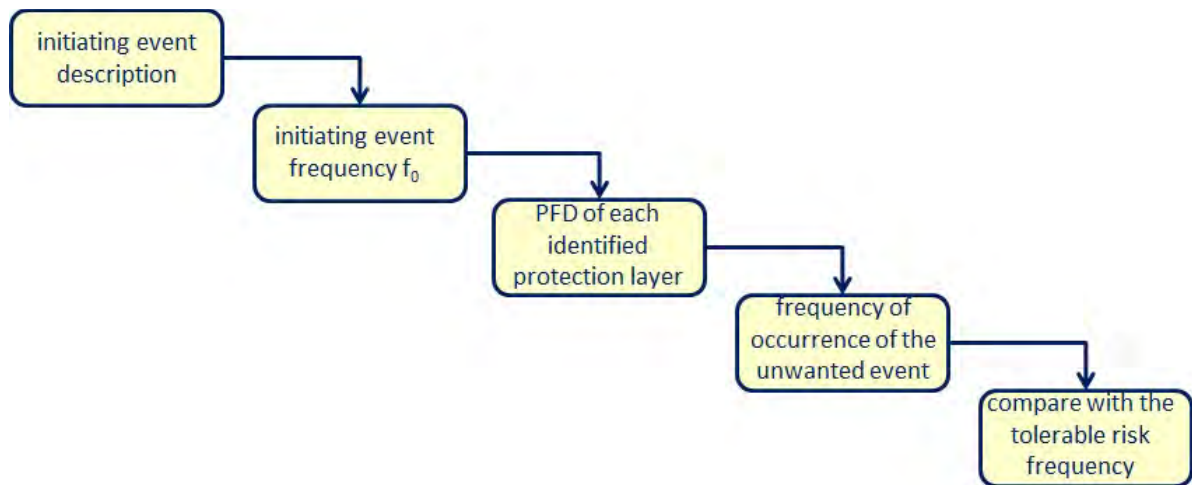 initiating event
description
initiating event
frequency f₀
PFD of each
identified
protection layer
frequency of
occurrence of the
unwanted event
compare with the
tolerable risk
frequency